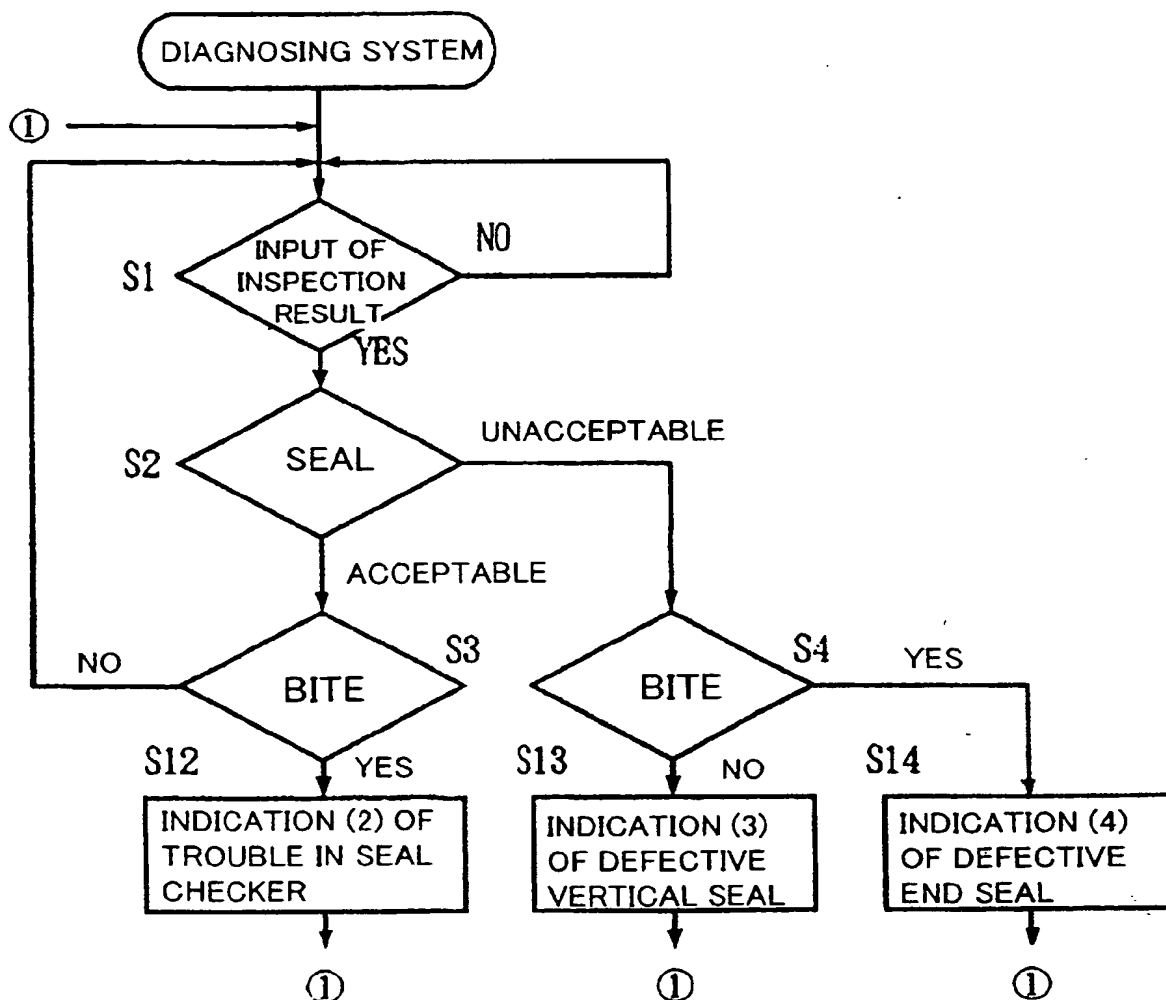 DIAGNOSING SYSTEM
①
INPUT OF
INSPECTION
RESULT
S1
NO
YES
S2
SEAL
UNACCEPTABLE
ACCEPTABLE
NO
BITE
S3
BITE
S4
YES
S12
YES
S13
NO
S14
INDICATION (2) OF
TROUBLE IN SEAL
CHECKER
INDICATION (3)
OF DEFECTIVE
VERTICAL SEAL
INDICATION (4)
OF DEFECTIVE
END SEAL
①
①
①